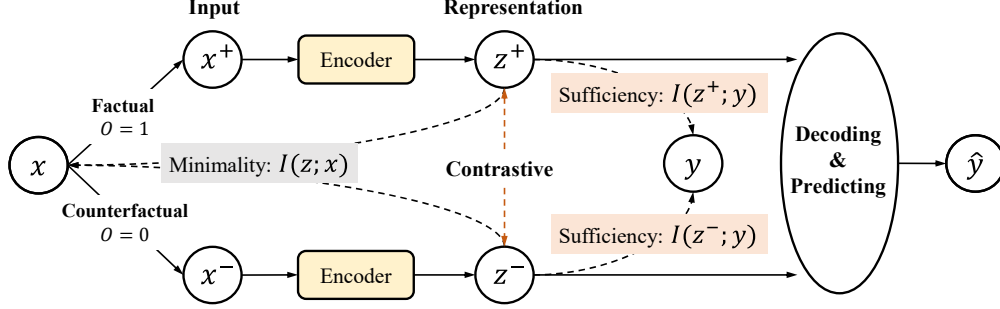 Input
Representation
x⁺
Encoder
z⁺
Factual
O = 1
Sufficiency: I(z⁺; y)
x
Minimality: I(z; x)
Contrastive
y
Decoding
&
Predicting
ŷ
Counterfactual
O = 0
Sufficiency: I(z⁻; y)
x⁻
Encoder
z⁻